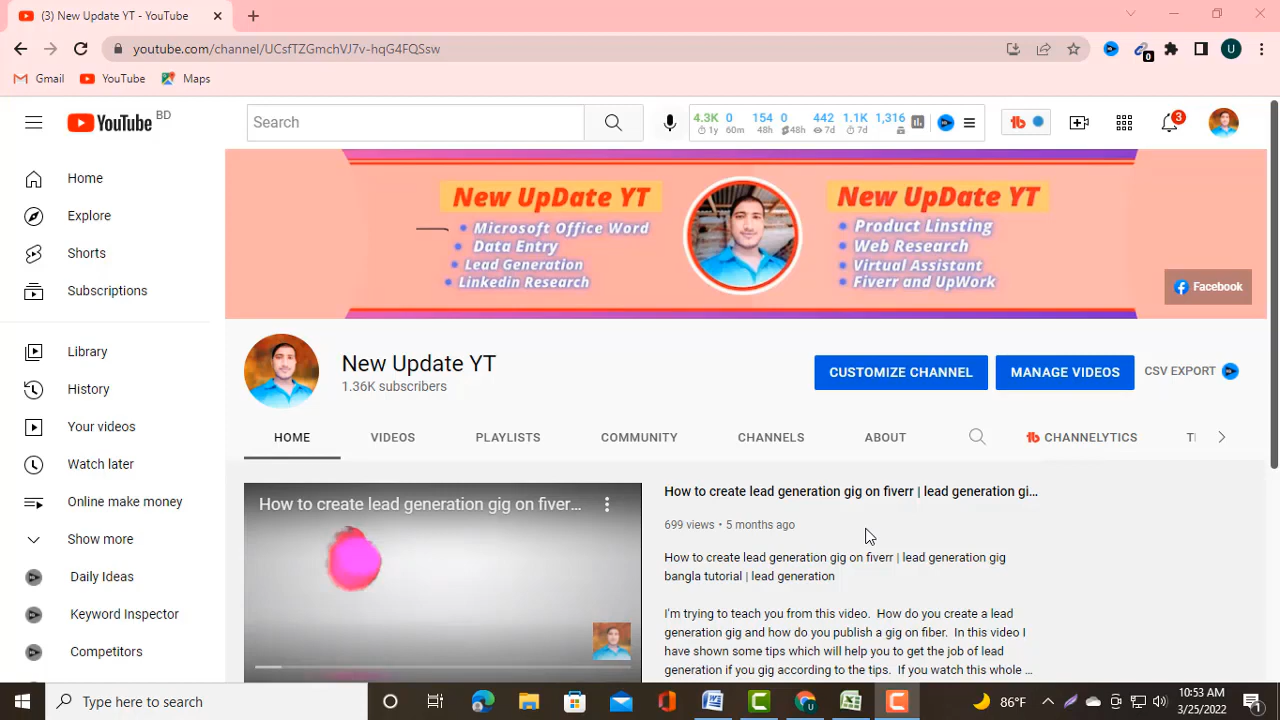 (3) New Update YT - YouTube
youtube.com/channel/UCsfTZGmchVJ7v-hqG4FQSsw
0
U
Gmail
YouTube
Maps
YouTube BD
Search
4.3K 0 154 0 442 1.1K 1,316
1y 60m 48h 48h 7d 7d
tb
3
Home
Explore
Shorts
Subscriptions
Library
History
Your videos
Watch later
Online make money
Show more
Daily Ideas
Keyword Inspector
Competitors
New UpDate YT
Microsoft Office Word
Data Entry
Lead Generation
Linkedin Research
New UpDate YT
Product Linsting
Web Research
Virtual Assistant
Fiverr and UpWork
Facebook
New Update YT
1.36K subscribers
CUSTOMIZE CHANNEL
MANAGE VIDEOS
CSV EXPORT
HOME
VIDEOS
PLAYLISTS
COMMUNITY
CHANNELS
ABOUT
tb CHANNELYTICS
How to create lead generation gig on fiver...
How to create lead generation gig on fiverr | lead generation gi...
699 views • 5 months ago
How to create lead generation gig on fiverr | lead generation gig
bangla tutorial | lead generation
I'm trying to teach you from this video. How do you create a lead
generation gig and how do you publish a gig on fiber. In this video I
have shown some tips which will help you to get the job of lead
generation if you gig according to the tips. If you watch this whole ...
Type here to search
86°F
10:53 AM
3/25/2022
1